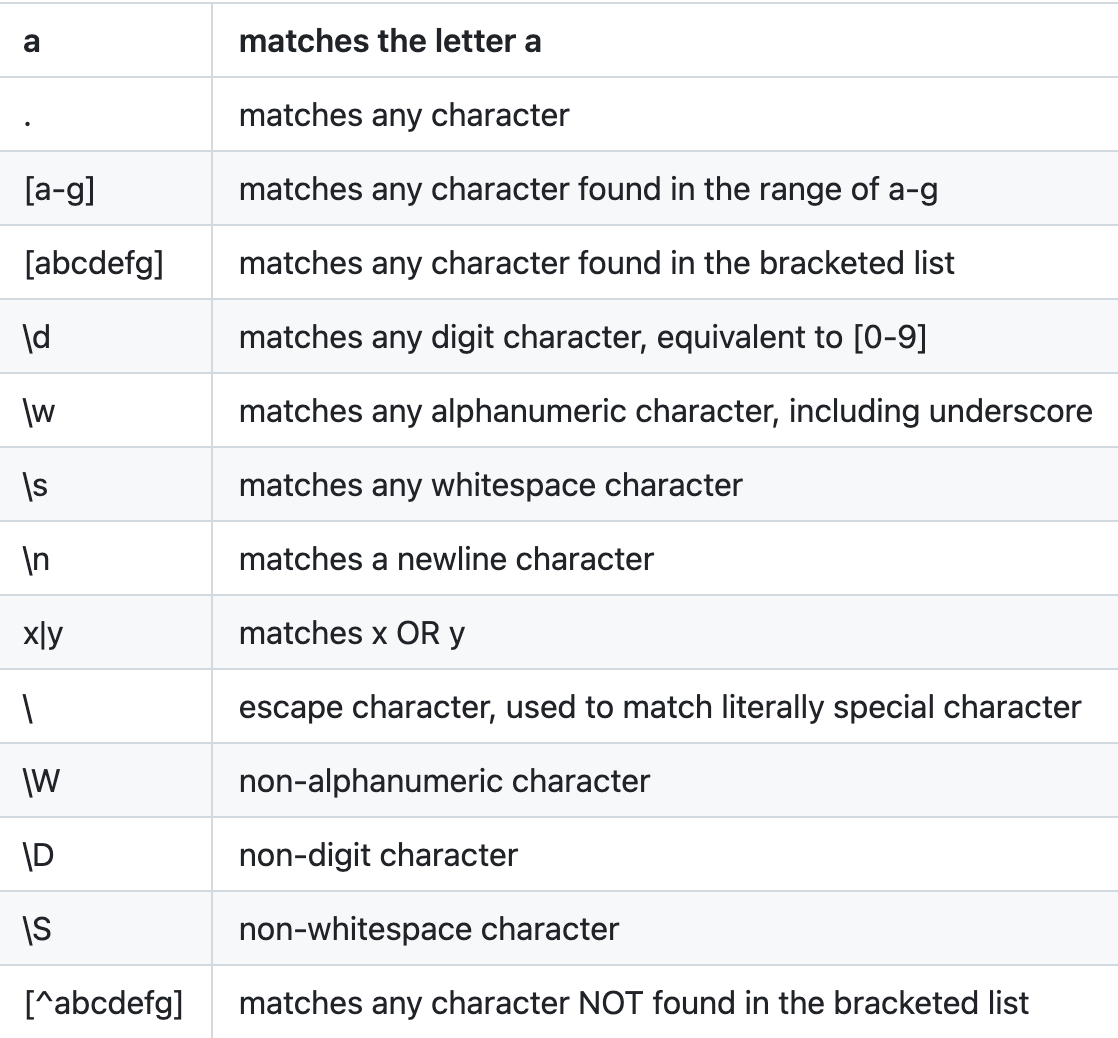 a matches the letter a
. matches any character
[a-g] matches any character found in the range of a-g
[abcdefg] matches any character found in the bracketed list
\d matches any digit character, equivalent to [0-9]
\w matches any alphanumeric character, including underscore
\s matches any whitespace character
\n matches a newline character
x|y matches x OR y
\ escape character, used to match literally special character
\W non-alphanumeric character
\D non-digit character
\S non-whitespace character
[^abcdefg] matches any character NOT found in the bracketed list